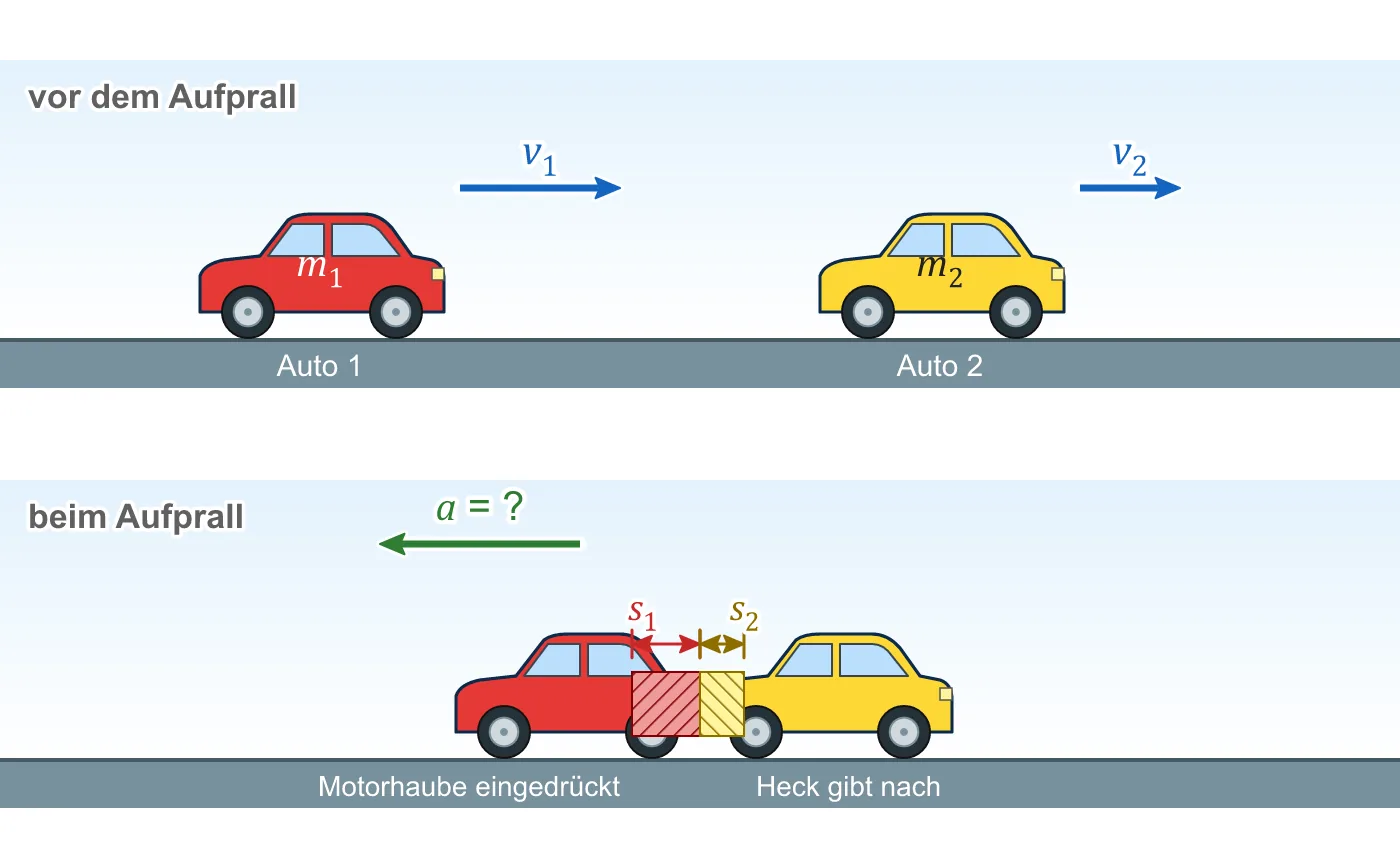 vor dem Aufprall
v₁
v₂
m₁
m₂
Auto 1
Auto 2
beim Aufprall
a = ?
s₁
s₂
Motorhaube eingedrückt
Heck gibt nach